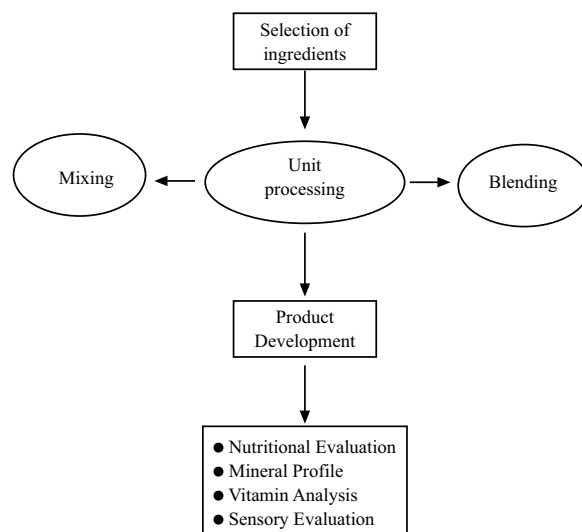 Selection of
ingredients
Unit
processing
Mixing
Blending
Product
Development
● Nutritional Evaluation
● Mineral Profile
● Vitamin Analysis
● Sensory Evaluation